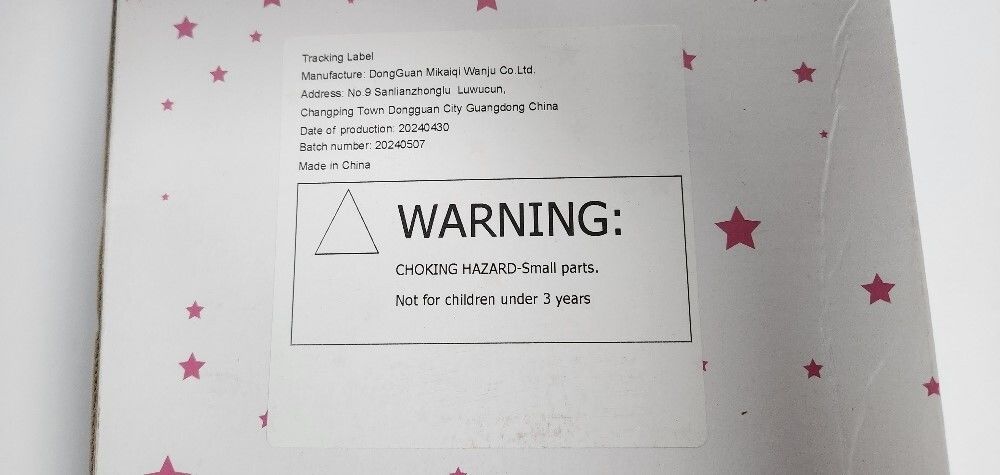 Tracking Label
Manufacture: DongGuan Mikaiqi Wanju Co.Ltd.
Address: No.9 Sanlianzhonglu Luwucun,
Changping Town Dongguan City Guangdong China
Date of production: 20240430
Batch number: 20240507
Made in China
WARNING:
CHOKING HAZARD-Small parts.
Not for children under 3 years